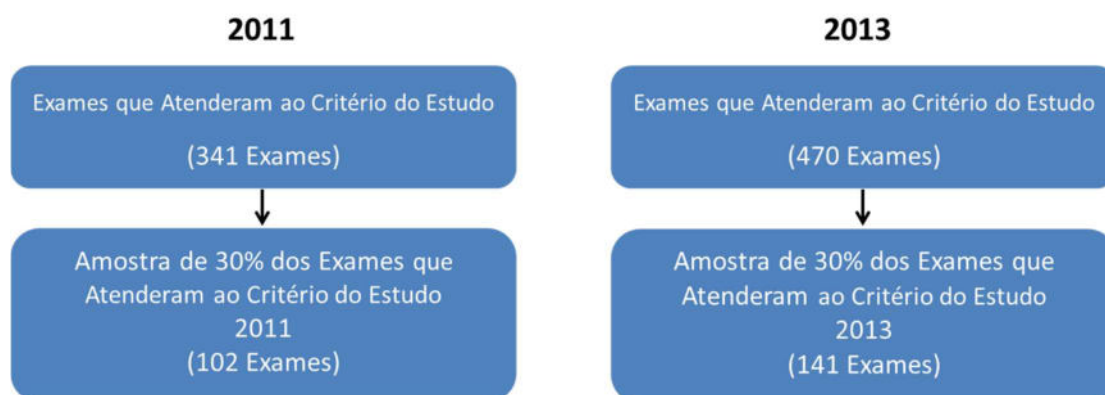 2011
Exames que Atenderam ao Critério do Estudo
(341 Exames)
Amostra de 30% dos Exames que
Atenderam ao Critério do Estudo
2011
(102 Exames)
2013
Exames que Atenderam ao Critério do Estudo
(470 Exames)
Amostra de 30% dos Exames que
Atenderam ao Critério do Estudo
2013
(141 Exames)